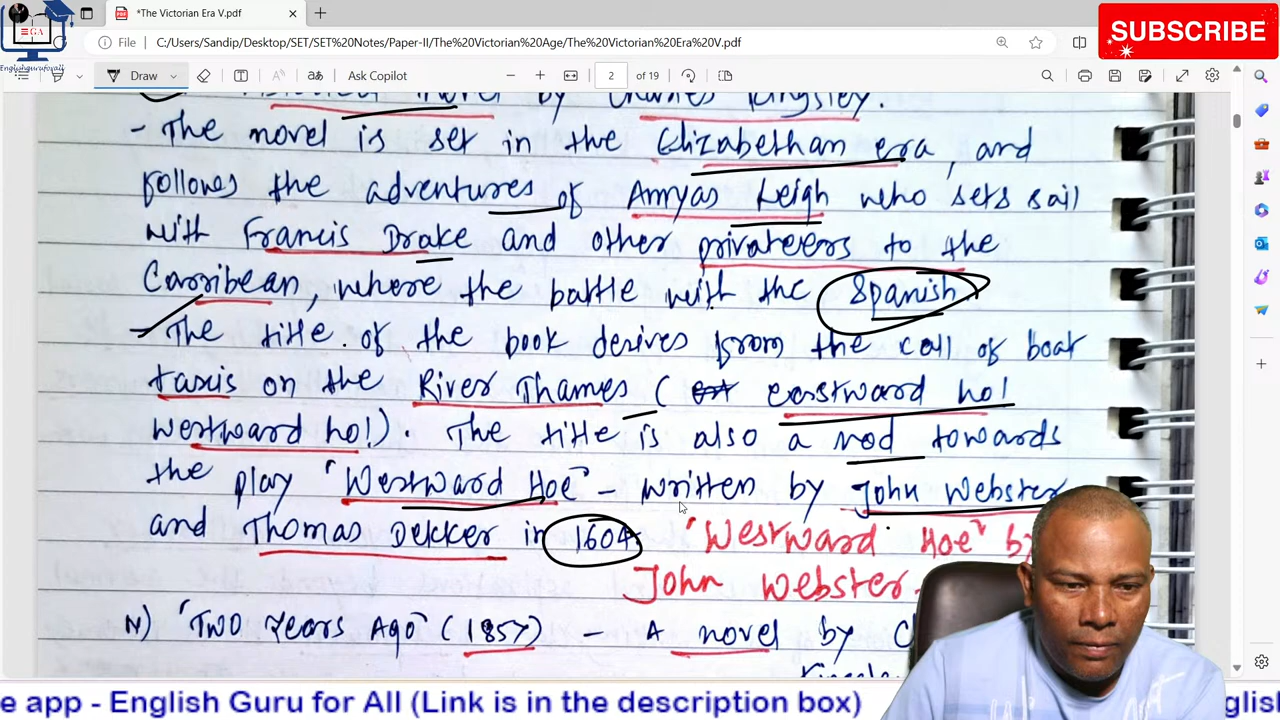 *The Victorian Era V.pdf
SUBSCRIBE
EGA
Englishguruforall
File
C:/Users/Sandip/Desktop/SET/SET%20Notes/Paper-II/The%20Victorian%20Age/The%20Victorian%20Era%20V.pdf
Draw
Ask Copilot
2 of 19
Novel by Charles Kingsley.
- The novel is set in the Elizabethan era, and
follows the adventures of Amyas Leigh who sets sail
with Francis Drake and other privateers to the
Carribean, where the battle with the Spanish.
- The title of the book derives from the call of boat
taxis on the River Thames ( eastward ho!
Westward ho!). The title is also a nod towards
the play "Westward Hoe" - written by John Webster
and Thomas Dekker in 1604.
"Westward Hoe" by
John Webster.
N) "Two Years Ago" (1857) - A novel by
e app - English Guru for All (Link is in the description box)